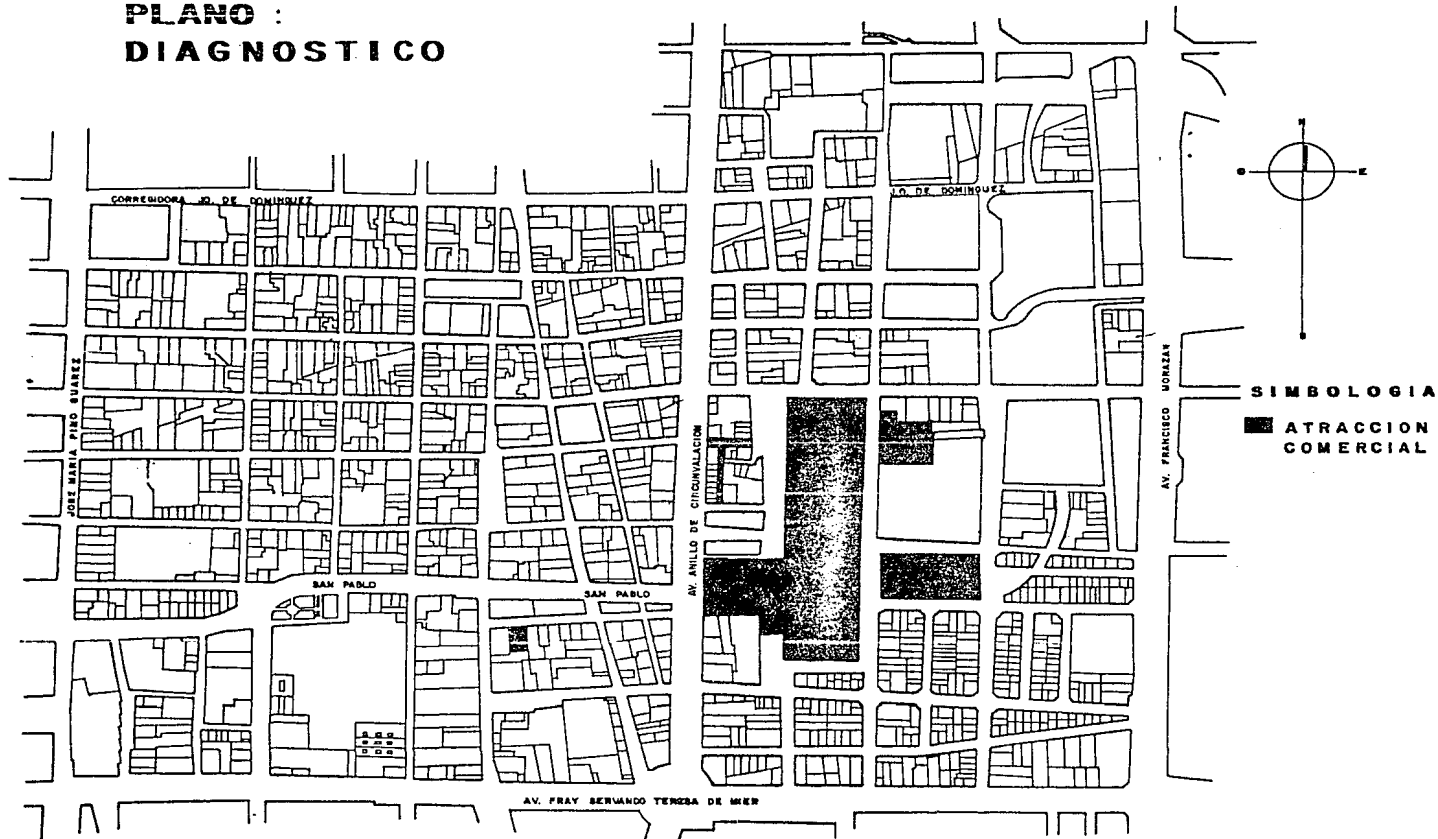 PLANO :
DIAGNOSTICO
CORREGIDORA JO. DE DOMINGUEZ
J.O. DE DOMINGUEZ
N
O
E
S
JOSE MARIA PINO SUAREZ
AV. ANILLO DE CIRCUNVALACION
AV. FRANCISCO MORAZAN
SIMBOLOGIA
ATRACCION
COMERCIAL
SAN PABLO
SAN PABLO
AV. FRAY SERVANDO TERESA DE MIER